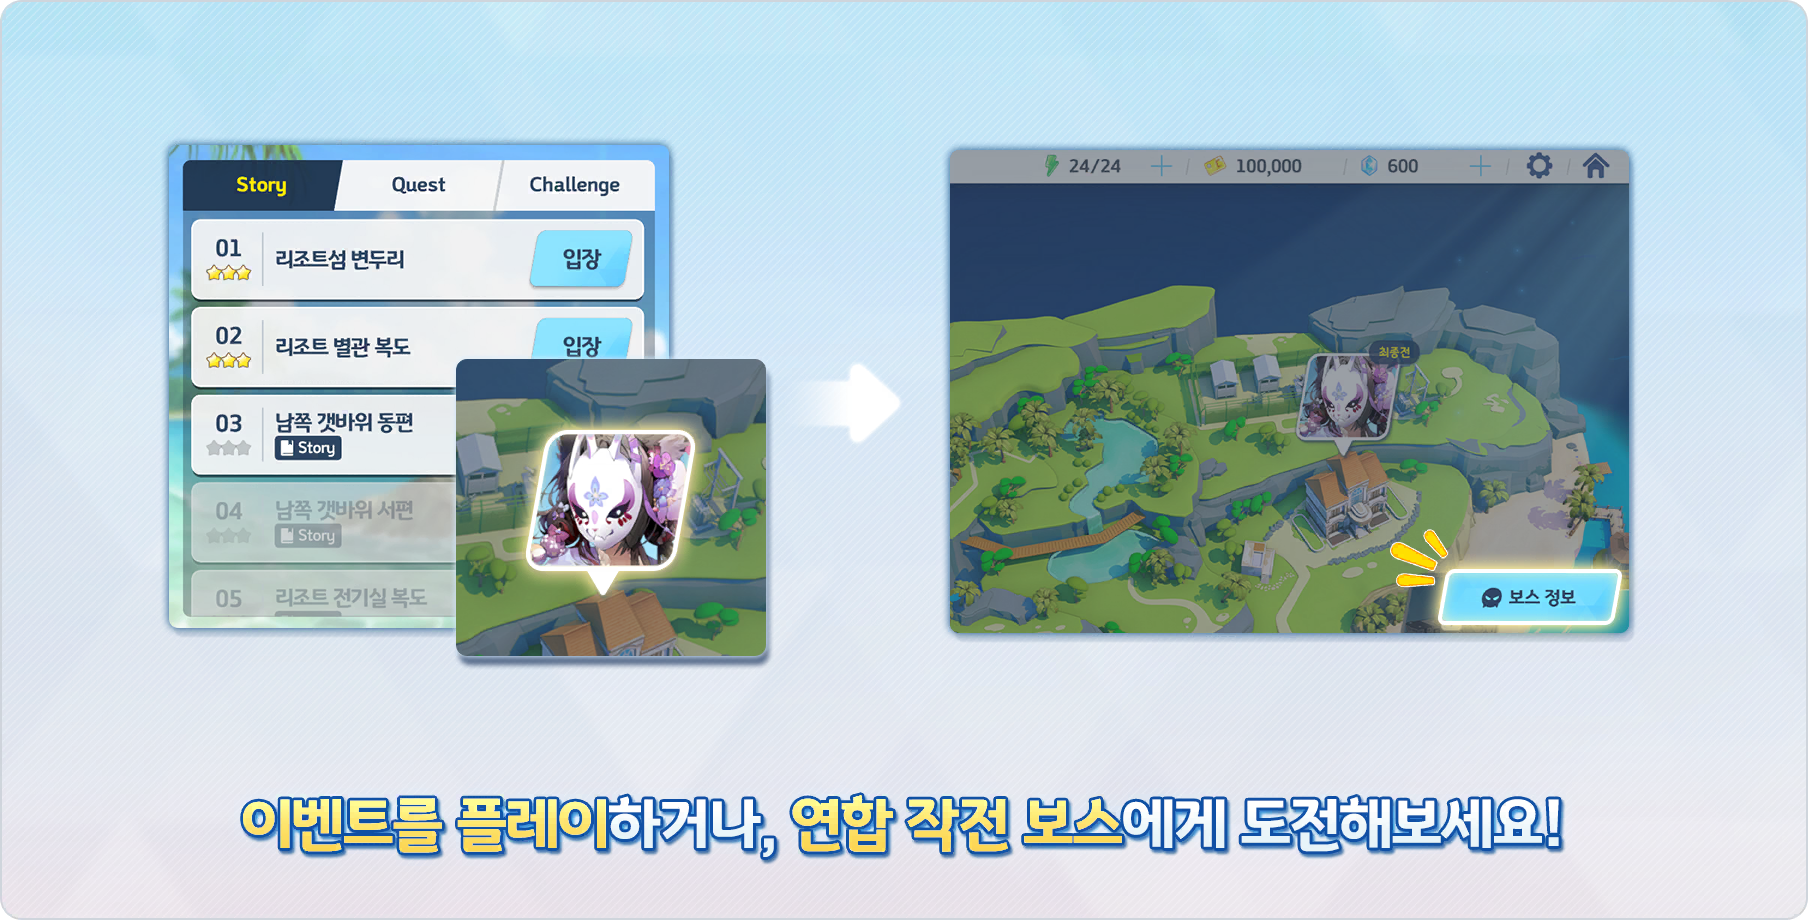 Story
Quest
Challenge
01
리조트섬 변두리
입장
02
리조트 별관 복도
입장
03
남쪽 갯바위 동편
Story
04
남쪽 갯바위 서편
Story
05
리조트 전기실 복도
24/24
100,000
600
최종전
보스 정보
이벤트를 플레이하거나, 연합 작전 보스에게 도전해보세요!